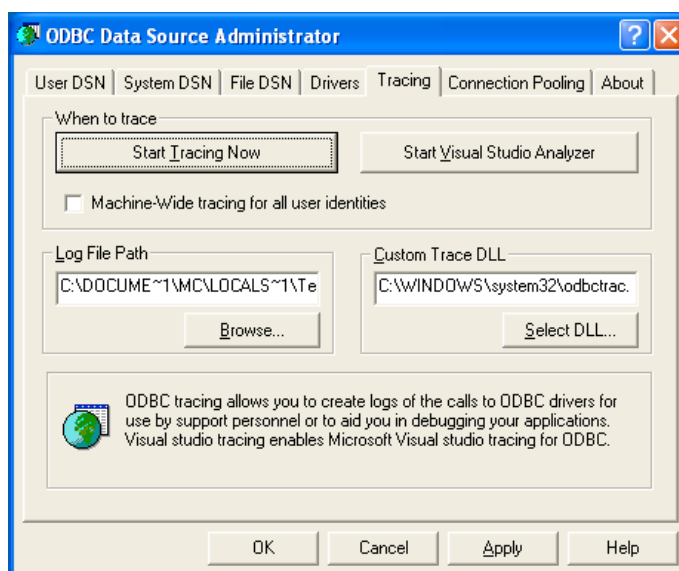 ODBC Data Source Administrator
User DSN System DSN File DSN Drivers Tracing Connection Pooling About
When to trace
Start Tracing Now Start Visual Studio Analyzer
Machine-Wide tracing for all user identities
Log File Path Custom Trace DLL
C:\DOCUME~1\MC\LOCALS~1\Te C:\WINDOWS\system32\odbctrac.
Browse... Select DLL...
ODBC tracing allows you to create logs of the calls to ODBC drivers for
use by support personnel or to aid you in debugging your applications.
Visual studio tracing enables Microsoft Visual studio tracing for ODBC.
OK Cancel Apply Help